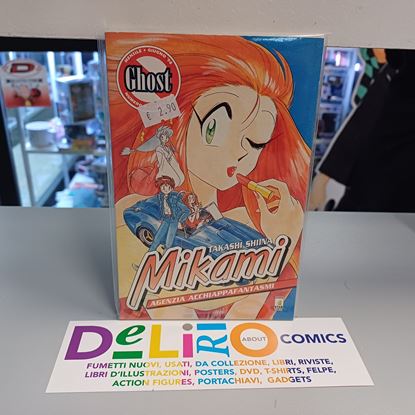 Ghost
€ 2,90
TAKASHI SHIINA
Mikami
AGENZIA ACCHIAPPAFANTASMI
DeLiRiO ABOUT COMICS
FUMETTI NUOVI, USATI, DA COLLEZIONE, LIBRI, RIVISTE,
LIBRI D'ILLUSTRAZIONI, POSTERS, DVD, T-SHIRTS, FELPE,
ACTION FIGURES, PORTACHIAVI, GADGETS